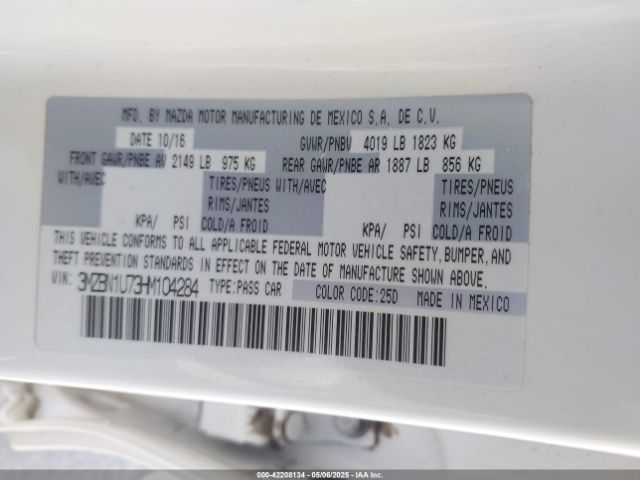 MFD. BY MAZDA MOTOR MANUFACTURING DE MEXICO S.A. DE C.V.
DATE 10/16 GVWR/PNBV 4019 LB 1823 KG
FRONT GAWR/PNBE AV 2149 LB 975 KG REAR GAWR/PNBE AR 1887 LB 856 KG
WITH/AVEC TIRES/PNEUS WITH/AVEC TIRES/PNEUS
RIMS/JANTES RIMS/JANTES
KPA/ PSI COLD/A FROID KPA/ PSI COLD/A FROID
THIS VEHICLE CONFORMS TO ALL APPLICABLE FEDERAL MOTOR VEHICLE SAFETY, BUMPER, AND
THEFT PREVENTION STANDARDS IN EFFECT ON THE DATE OF MANUFACTURE SHOWN ABOVE.
VIN: 3MZBN1U73HM104284 TYPE:PASS CAR COLOR CODE:25D MADE IN MEXICO
000-42208134 - 05/06/2025 - IAAI.com